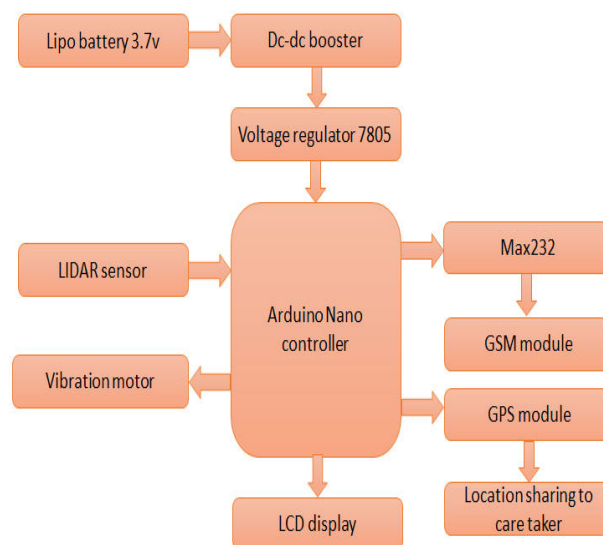 Lipo battery 3.7v
Dc-dc booster
Voltage regulator 7805
LIDAR sensor
Arduino Nano
controller
Max232
GSM module
Vibration motor
GPS module
LCD display
Location sharing to
care taker